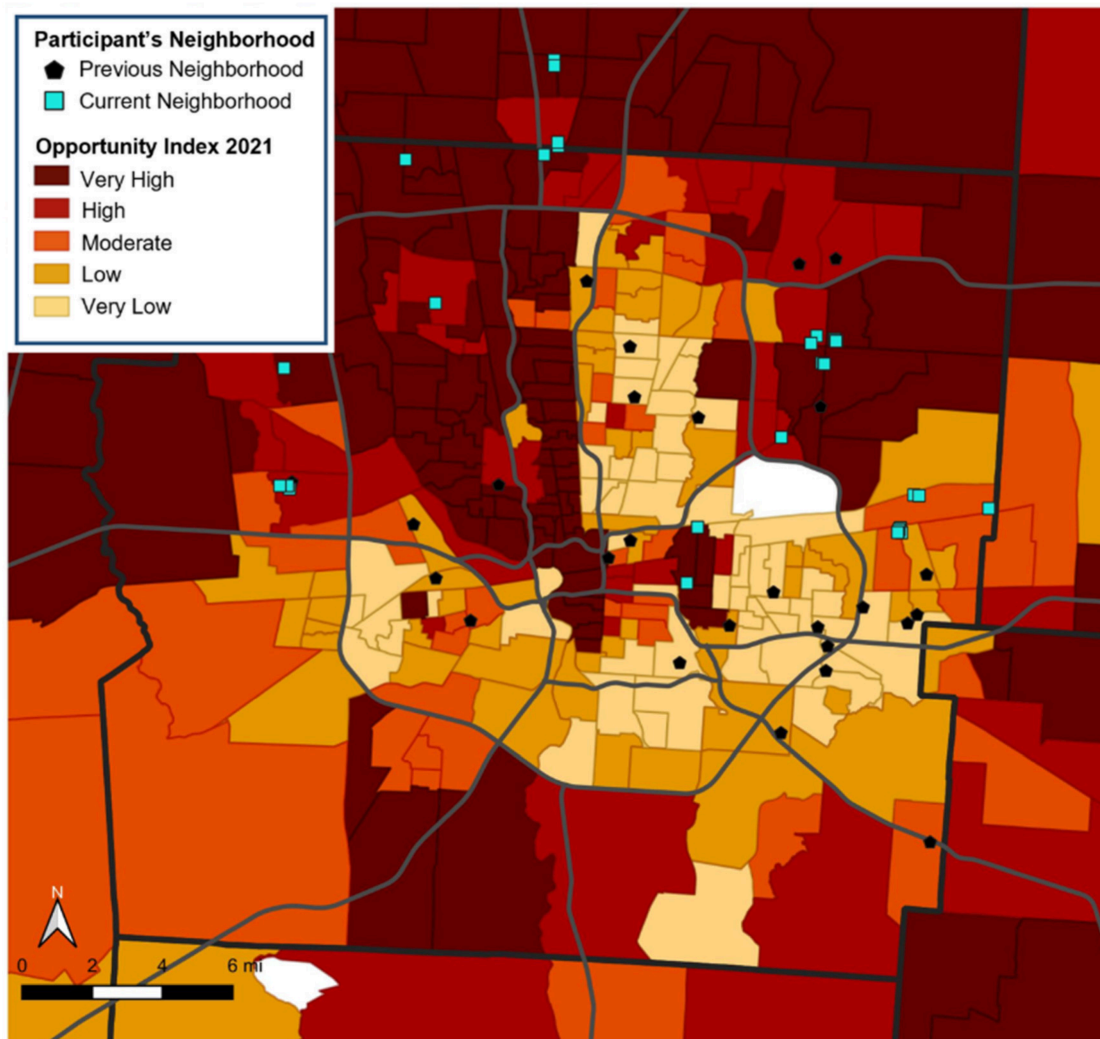 Participant's Neighborhood
Previous Neighborhood
Current Neighborhood
Opportunity Index 2021
Very High
High
Moderate
Low
Very Low
N
0 2 4 6 mi